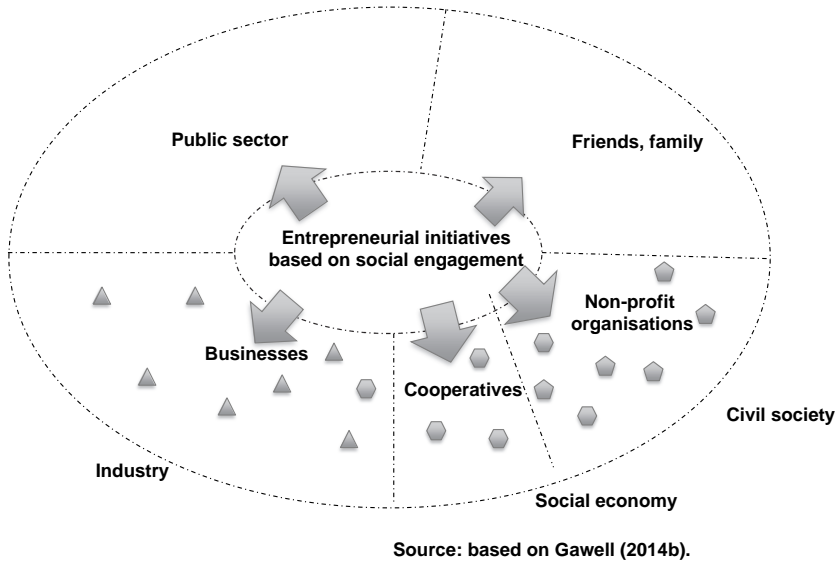 Public sector
Friends, family
Entrepreneurial initiatives
based on social engagement
Non-profit
organisations
Businesses
Cooperatives
Civil society
Industry
Social economy
Source: based on Gawell (2014b).